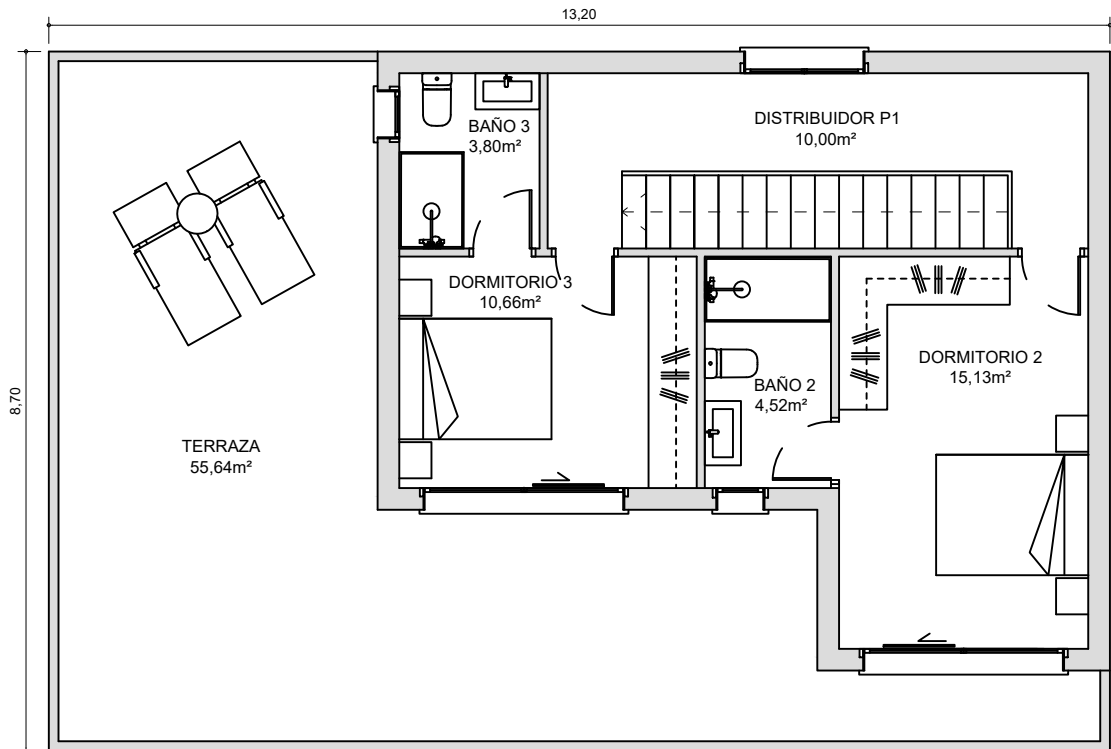 13,20
BAÑO 3
3,80m²
DISTRIBUIDOR P1
10,00m²
DORMITORIO 3
10,66m²
DORMITORIO 2
15,13m²
BAÑO 2
4,52m²
TERRAZA
55,64m²
8,70